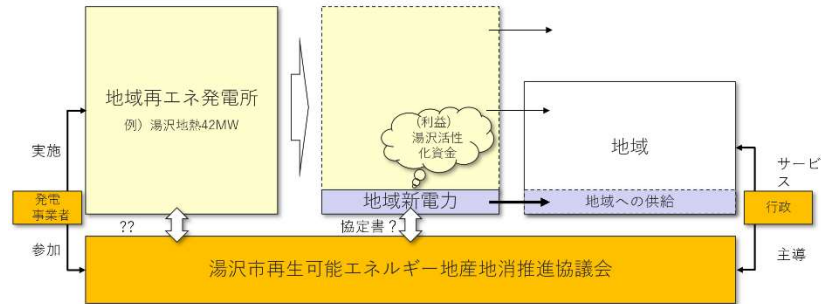 地域再エネ発電所
例）湯沢地熱42MW
(利益)
湯沢活性
化資金
地域
実施
サービ
ス
発電
事業者
地域新電力
地域への供給
行政
??
協定書？
参加
主導
湯沢市再生可能エネルギー地産地消推進協議会